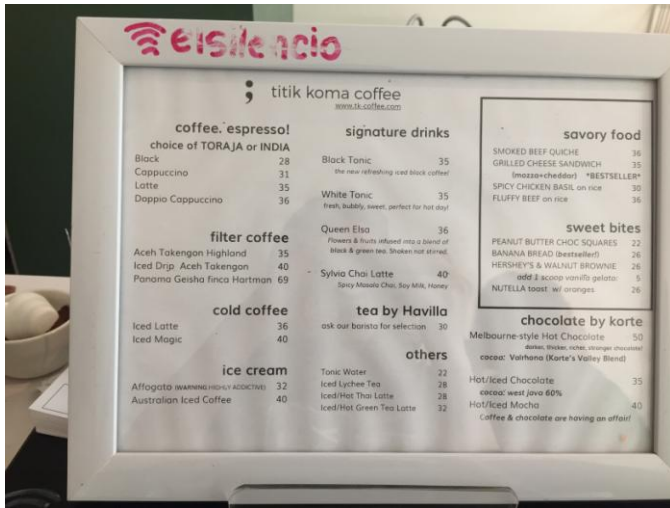 elsilencio
; titik koma coffee
www.tk-coffee.com
coffee. espresso!
choice of TORAJA or INDIA
Black 28
Cappuccino 31
Latte 35
Doppio Cappuccino 36
filter coffee
Aceh Takengon Highland 35
Iced Drip Aceh Takengon 40
Panama Geisha finca Hartman 69
cold coffee
Iced Latte 36
Iced Magic 40
ice cream
Affogato (WARNING HIGHLY ADDICTIVE) 32
Australian Iced Coffee 40
signature drinks
Black Tonic 35
the new refreshing iced black coffee!
White Tonic 35
fresh, bubbly, sweet, perfect for hot day!
Queen Elsa 36
Flowers & fruits infused into a blend of
black & green tea. Shaken not stirred.
Sylvia Chai Latte 40
Spicy Masala Chai, Soy Milk, Honey
tea by Havilla
ask our barista for selection 30
others
Tonic Water 22
Iced Lychee Tea 28
Iced/Hot Thai Latte 28
Iced/Hot Green Tea Latte 32
savory food
SMOKED BEEF QUICHE 36
GRILLED CHEESE SANDWICH 35
(mozza+cheddar) *BESTSELLER*
SPICY CHICKEN BASIL on rice 30
FLUFFY BEEF on rice 36
sweet bites
PEANUT BUTTER CHOC SQUARES 22
BANANA BREAD (bestseller!) 26
HERSHEY'S & WALNUT BROWNIE 26
add 1 scoop vanilla gelato: 5
NUTELLA toast w/ oranges 26
chocolate by korte
Melbourne-style Hot Chocolate 50
darker, thicker, richer, stronger chocolate!
cocoa: Valrhona (Korte's Valley Blend)
Hot/Iced Chocolate 35
cocoa: west java 60%
Hot/Iced Mocha 40
Coffee & chocolate are having an affair!